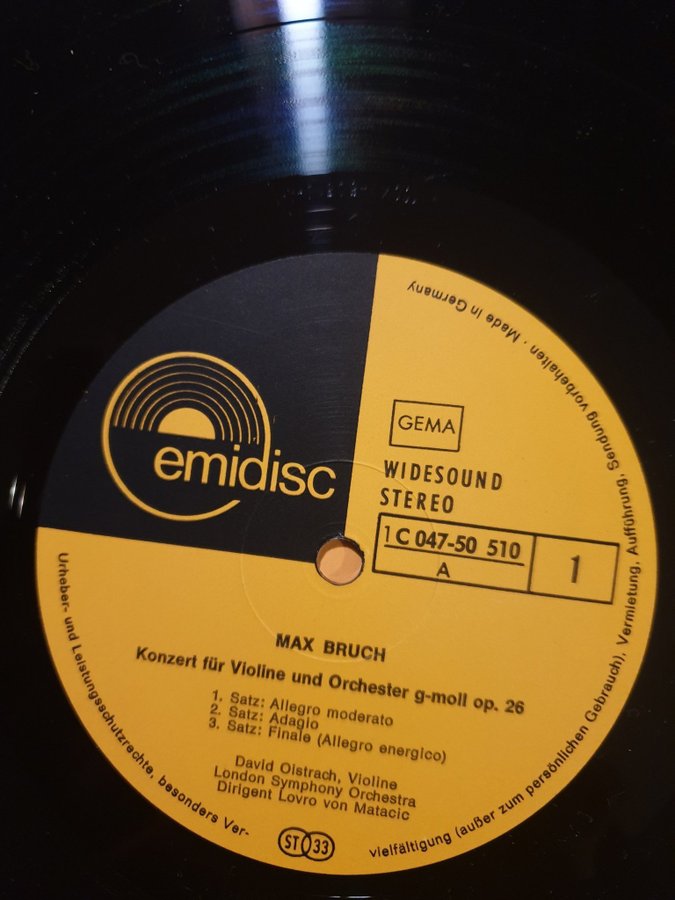 emidisc
GEMA
WIDESOUND
STEREO
1 C 047-50 510
A
1
MAX BRUCH
Konzert für Violine und Orchester g-moll op. 26
1. Satz: Allegro moderato
2. Satz: Adagio
3. Satz: Finale (Allegro energico)
David Oistrach, Violine
London Symphony Orchestra
Dirigent Lovro von Matacic
ST 33
Urheber- und Leistungsschutzrechte, besonders Ver-
vielfältigung (außer zum persönlichen Gebrauch), Vermietung, Aufführung, Sendung vorbehalten · Made in Germany